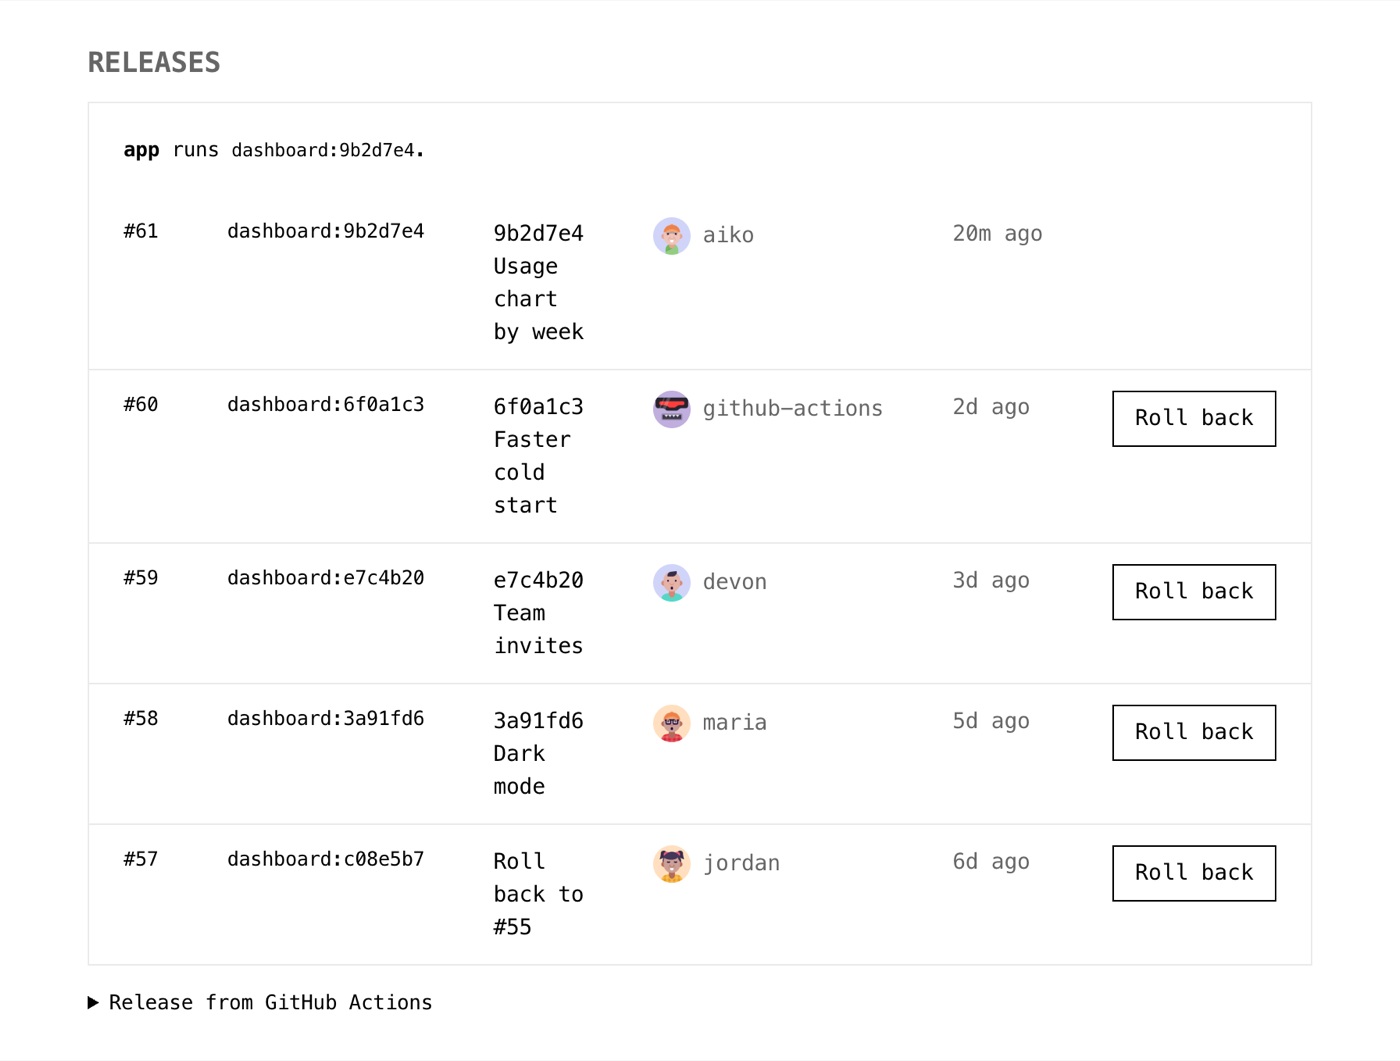 RELEASES
app runs dashboard:9b2d7e4.
#61 dashboard:9b2d7e4 9b2d7e4 aiko 20m ago
Usage
chart
by week
#60 dashboard:6f0a1c3 6f0a1c3 github-actions 2d ago Roll back
Faster
cold
start
#59 dashboard:e7c4b20 e7c4b20 devon 3d ago Roll back
Team
invites
#58 dashboard:3a91fd6 3a91fd6 maria 5d ago Roll back
Dark
mode
#57 dashboard:c08e5b7 Roll jordan 6d ago Roll back
back to
#55
Release from GitHub Actions